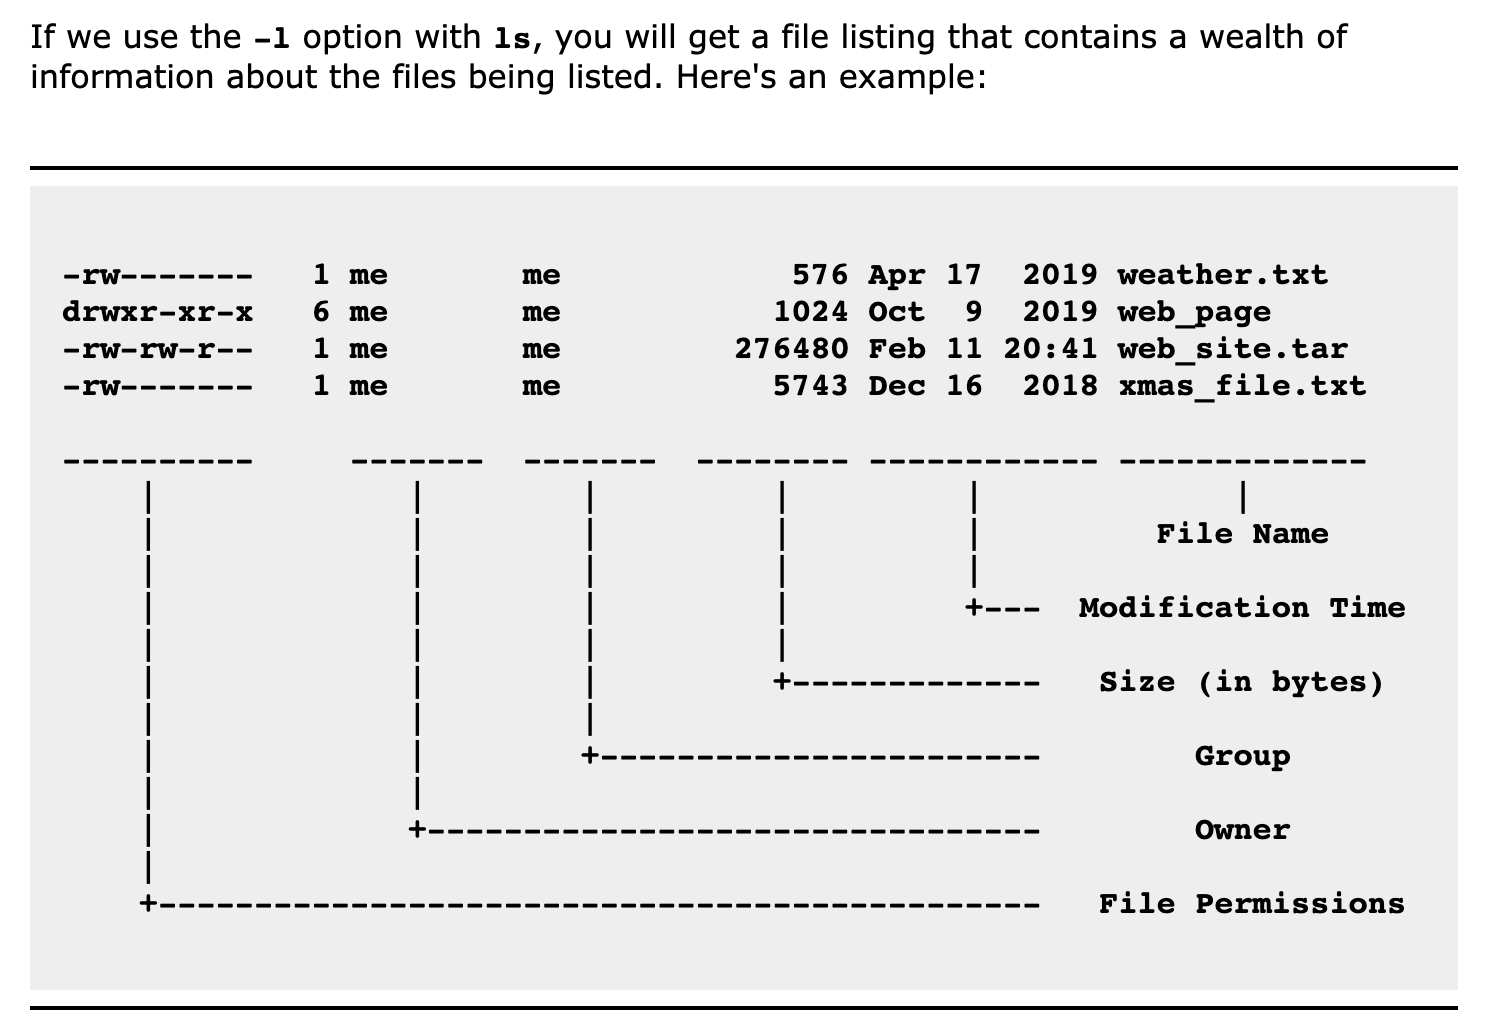 If we use the -l option with ls, you will get a file listing that contains a wealth of
information about the files being listed. Here's an example:
-rw-------   1 me       me            576 Apr 17  2019 weather.txt
drwxr-xr-x   6 me       me           1024 Oct  9  2019 web_page
-rw-rw-r--   1 me       me         276480 Feb 11 20:41 web_site.tar
-rw-------   1 me       me           5743 Dec 16  2018 xmas_file.txt
----------     -------  -------  -------- ------------ -------------
    |             |        |         |         |             |
    |             |        |         |         |         File Name
    |             |        |         |         |
    |             |        |         |         +---  Modification Time
    |             |        |         |
    |             |        |         +-------------   Size (in bytes)
    |             |        |
    |             |        +-----------------------        Group
    |             |
    |             +--------------------------------        Owner
    |
    +----------------------------------------------   File Permissions